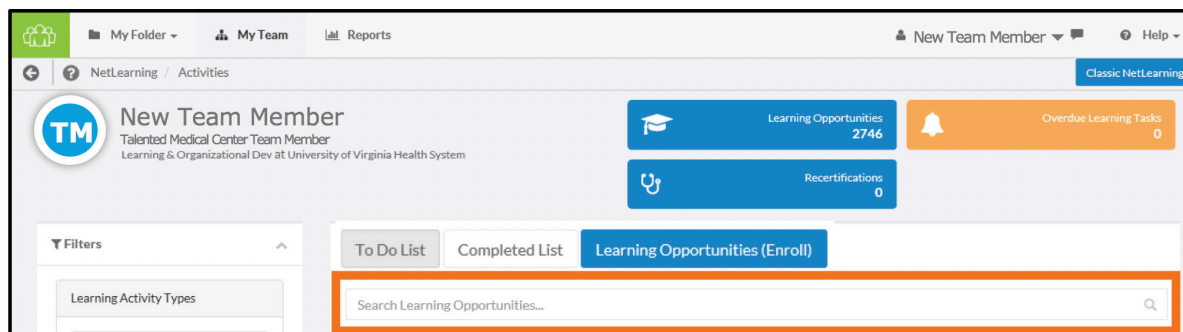 My Folder
My Team
Reports
New Team Member
Help
NetLearning / Activities
Classic NetLearning
TM
New Team Member
Talented Medical Center Team Member
Learning & Organizational Dev at University of Virginia Health System
Learning Opportunities
2746
Overdue Learning Tasks
0
Recertifications
0
Filters
To Do List
Completed List
Learning Opportunities (Enroll)
Learning Activity Types
Search Learning Opportunities...